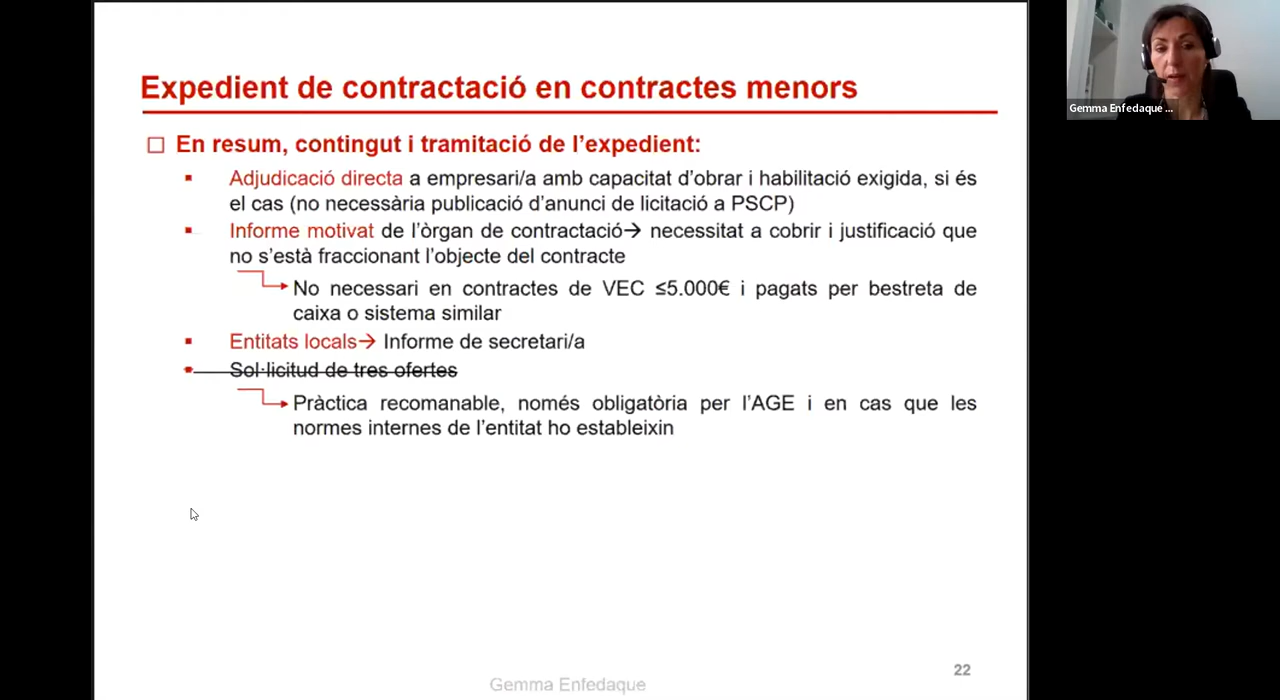 Expedient de contractació en contractes menors
En resum, contingut i tramitació de l'expedient:
Adjudicació directa a empresari/a amb capacitat d'obrar i habilitació exigida, si és
el cas (no necessària publicació d'anunci de licitació a PSCP)
Informe motivat de l'òrgan de contractació→ necessitat a cobrir i justificació que
no s'està fraccionant l'objecte del contracte
No necessari en contractes de VEC ≤5.000€ i pagats per bestreta de
caixa o sistema similar
Entitats locals→ Informe de secretari/a
Sol·licitud de tres ofertes
Pràctica recomanable, només obligatòria per l'AGE i en cas que les
normes internes de l'entitat ho estableixin
22
Gemma Enfedaque
Gemma Enfedaque ...